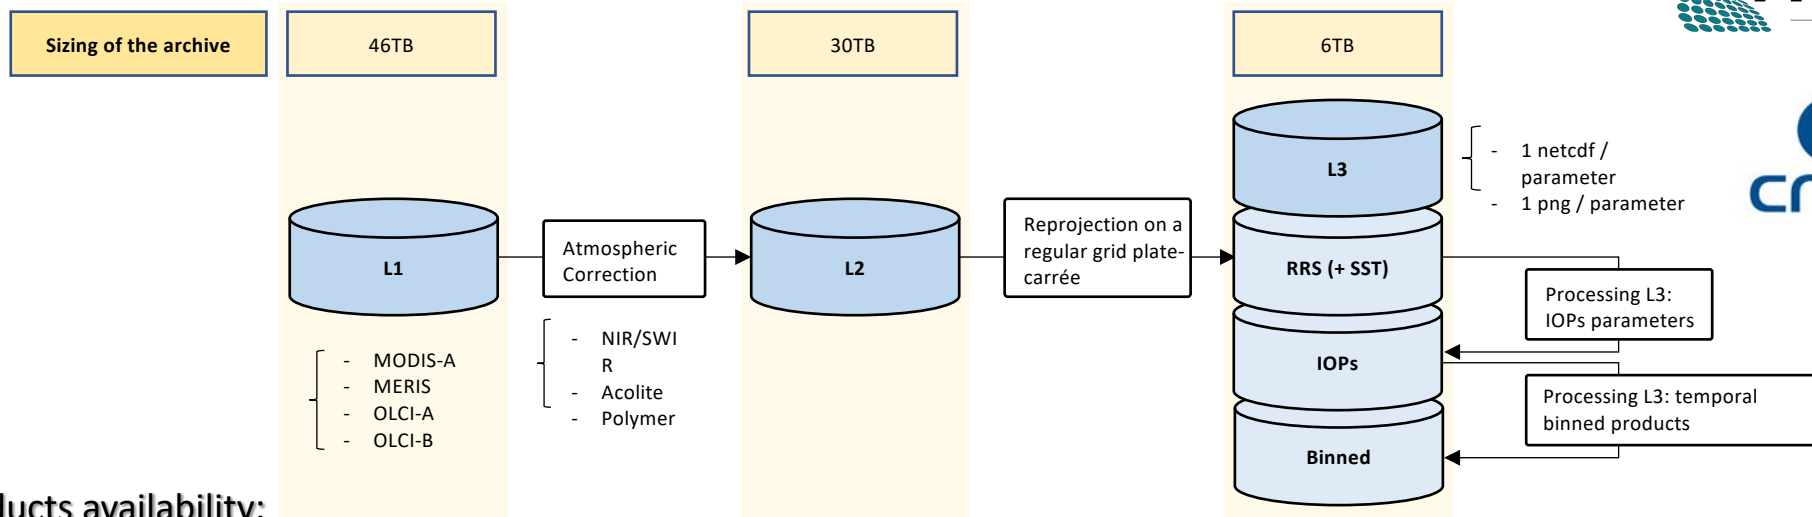 Sizing of the archive
46TB
30TB
6TB
L1
- MODIS-A
- MERIS
- OLCI-A
- OLCI-B
Atmospheric
Correction
- NIR/SWI
R
- Acolite
- Polymer
L2
Reprojection on a
regular grid plate-
carrée
L3
- 1 netcdf /
parameter
- 1 png / parameter
RRS (+ SST)
Processing L3:
IOPs parameters
IOPs
Processing L3: temporal
binned products
Binned
availability: